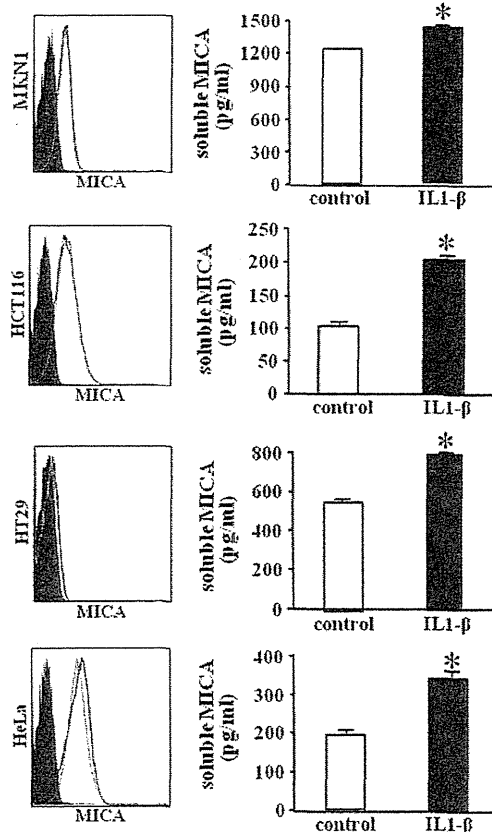 MKN1
MICA
soluble MICA
(pg/ml)
1500
1200
900
600
300
0
*
control
IL1-β
HCT116
MICA
soluble MICA
(pg/ml)
250
200
150
100
50
0
*
control
IL1-β
HT29
MICA
soluble MICA
(pg/ml)
800
600
400
200
0
*
control
IL1-β
HeLa
MICA
soluble MICA
(pg/ml)
400
300
200
100
0
*
control
IL1-β